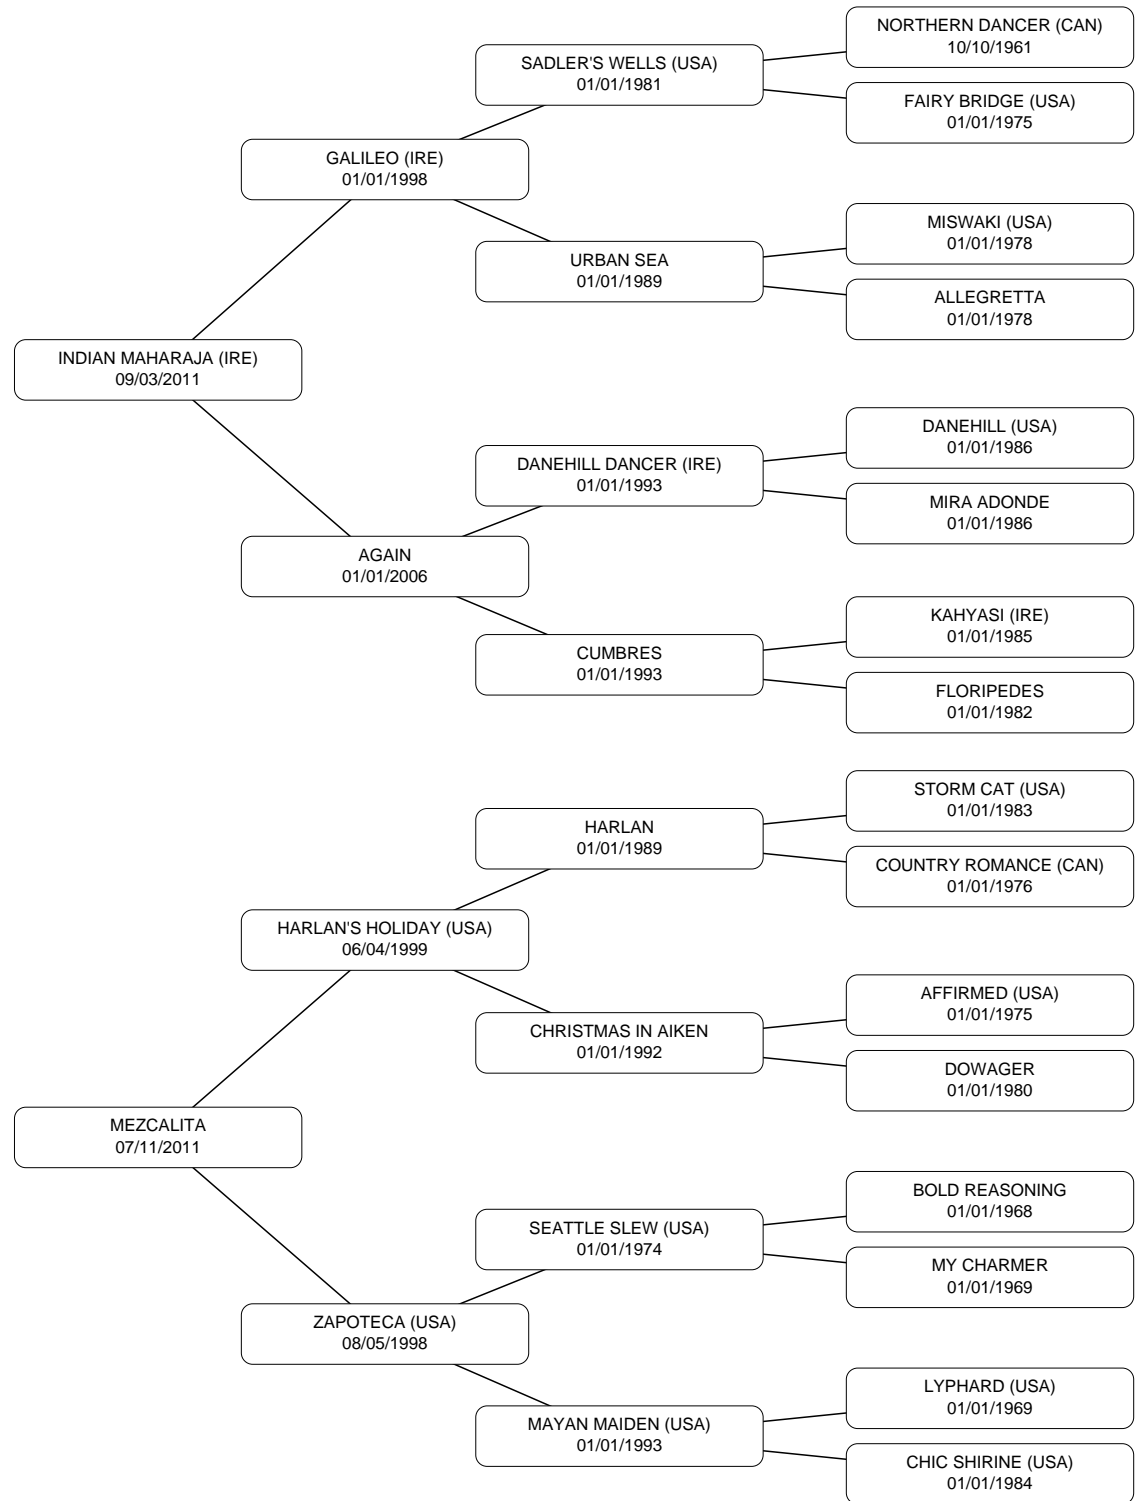 NORTHERN DANCER (CAN)
10/10/1961
SADLER'S WELLS (USA)
01/01/1981
FAIRY BRIDGE (USA)
01/01/1975
GALILEO (IRE)
01/01/1998
MISWAKI (USA)
01/01/1978
URBAN SEA
01/01/1989
ALLEGRETTA
01/01/1978
INDIAN MAHARAJA (IRE)
09/03/2011
DANEHILL (USA)
01/01/1986
DANEHILL DANCER (IRE)
01/01/1993
MIRA ADONDE
01/01/1986
AGAIN
01/01/2006
KAHYASI (IRE)
01/01/1985
CUMBRES
01/01/1993
FLORIPEDES
01/01/1982
STORM CAT (USA)
01/01/1983
HARLAN
01/01/1989
COUNTRY ROMANCE (CAN)
01/01/1976
HARLAN'S HOLIDAY (USA)
06/04/1999
AFFIRMED (USA)
01/01/1975
CHRISTMAS IN AIKEN
01/01/1992
DOWAGER
01/01/1980
MEZCALITA
07/11/2011
BOLD REASONING
01/01/1968
SEATTLE SLEW (USA)
01/01/1974
MY CHARMER
01/01/1969
ZAPOTECA (USA)
08/05/1998
LYPHARD (USA)
01/01/1969
MAYAN MAIDEN (USA)
01/01/1993
CHIC SHIRINE (USA)
01/01/1984